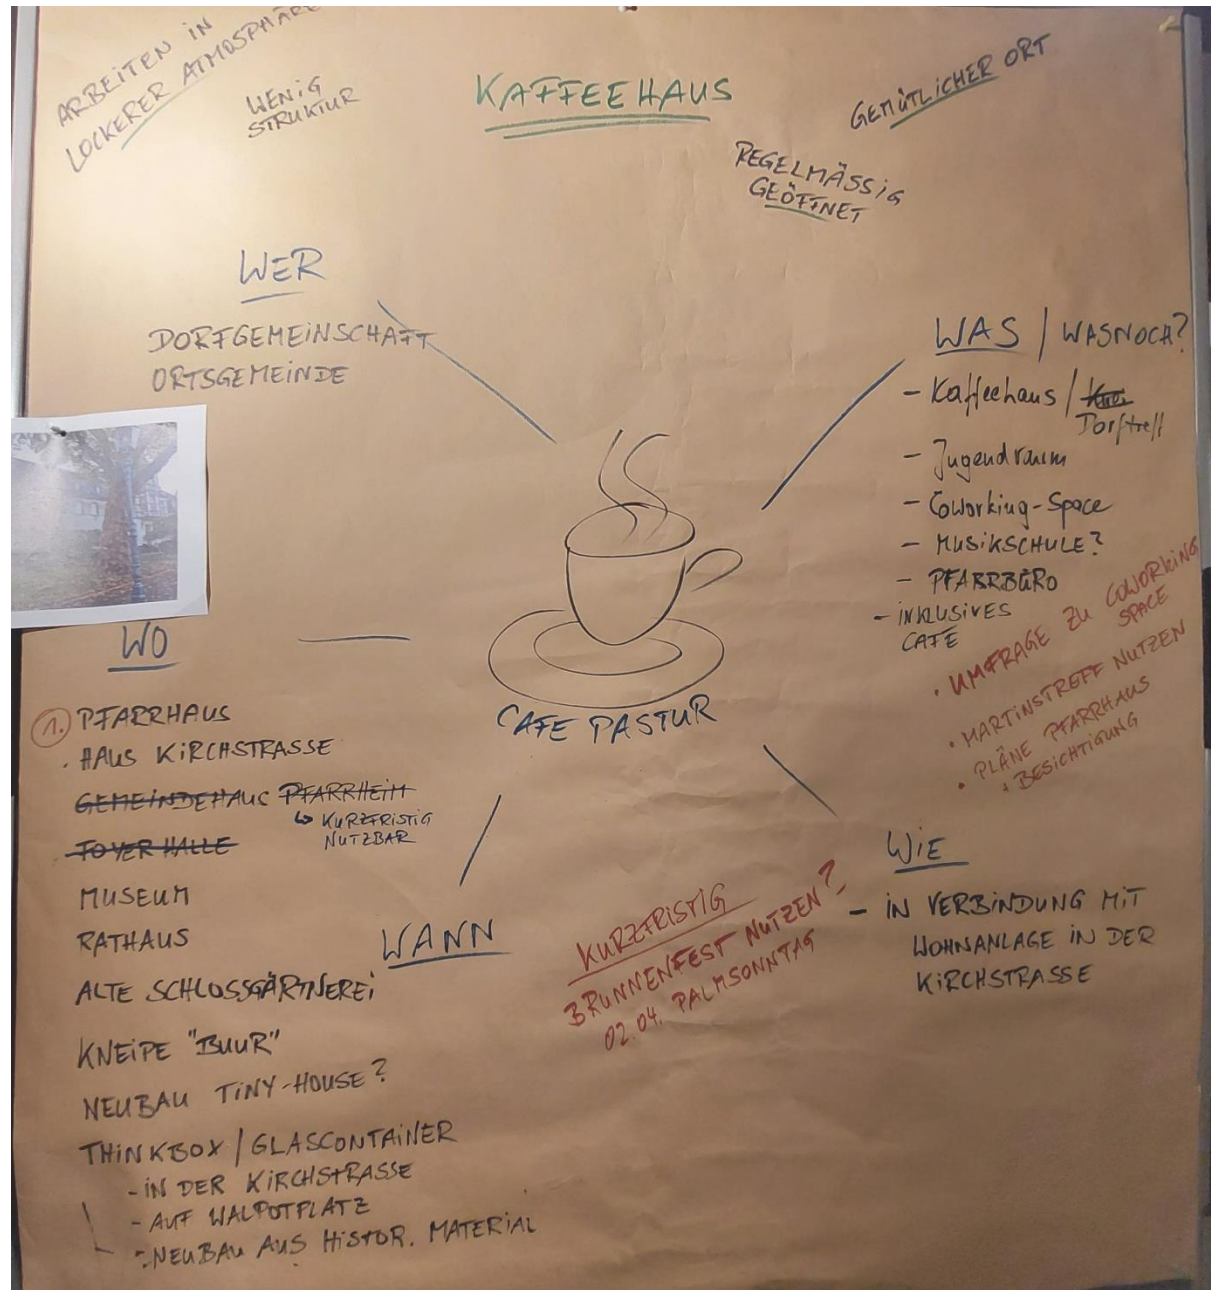 ARBEITEN IN
LOCKERER ATMOSPHÄRE
WENIG
STRUKTUR
KAFFEEHAUS
GEMÜTLICHER ORT
REGELMÄSSIG
GEÖFFNET
WER
DORFGEMEINSCHAFT
ORTSGEMEINDE
WAS / WASNOCH?
- Kaffeehaus /
Dorftreff
- Jugendraum
- CoWorking-Space
- MUSIKSCHULE?
- PFARRBÜRO
- INKLUSIVES
CAFE
• UMFRAGE ZU COWORKING
SPACE
• MARTINSTREFF NUTZEN
• PLÄNE PFARRHAUS
+ BESICHTIGUNG
CAFE PASTUR
WO
1. PFARRHAUS
. HAUS KIRCHSTRASSE
GEMEINDEHAUS PFARRHEIM
↳ KURZFRISTIG
NUTZBAR
FOYER HALLE
MUSEUM
RATHAUS
ALTE SCHLOSSGÄRTNEREI
KNEIPE "BUUR"
NEUBAU TINY-HOUSE?
THINKBOX / GLASCONTAINER
- IN DER KIRCHSTRASSE
- AUF WALPOTPLATZ
- NEUBAU AUS HISTOR. MATERIAL
WANN
KURZFRISTIG
BRUNNENFEST NUTZEN?
02.04. PALMSONNTAG
WIE
- IN VERBINDUNG MIT
WOHNANLAGE IN DER
KIRCHSTRASSE